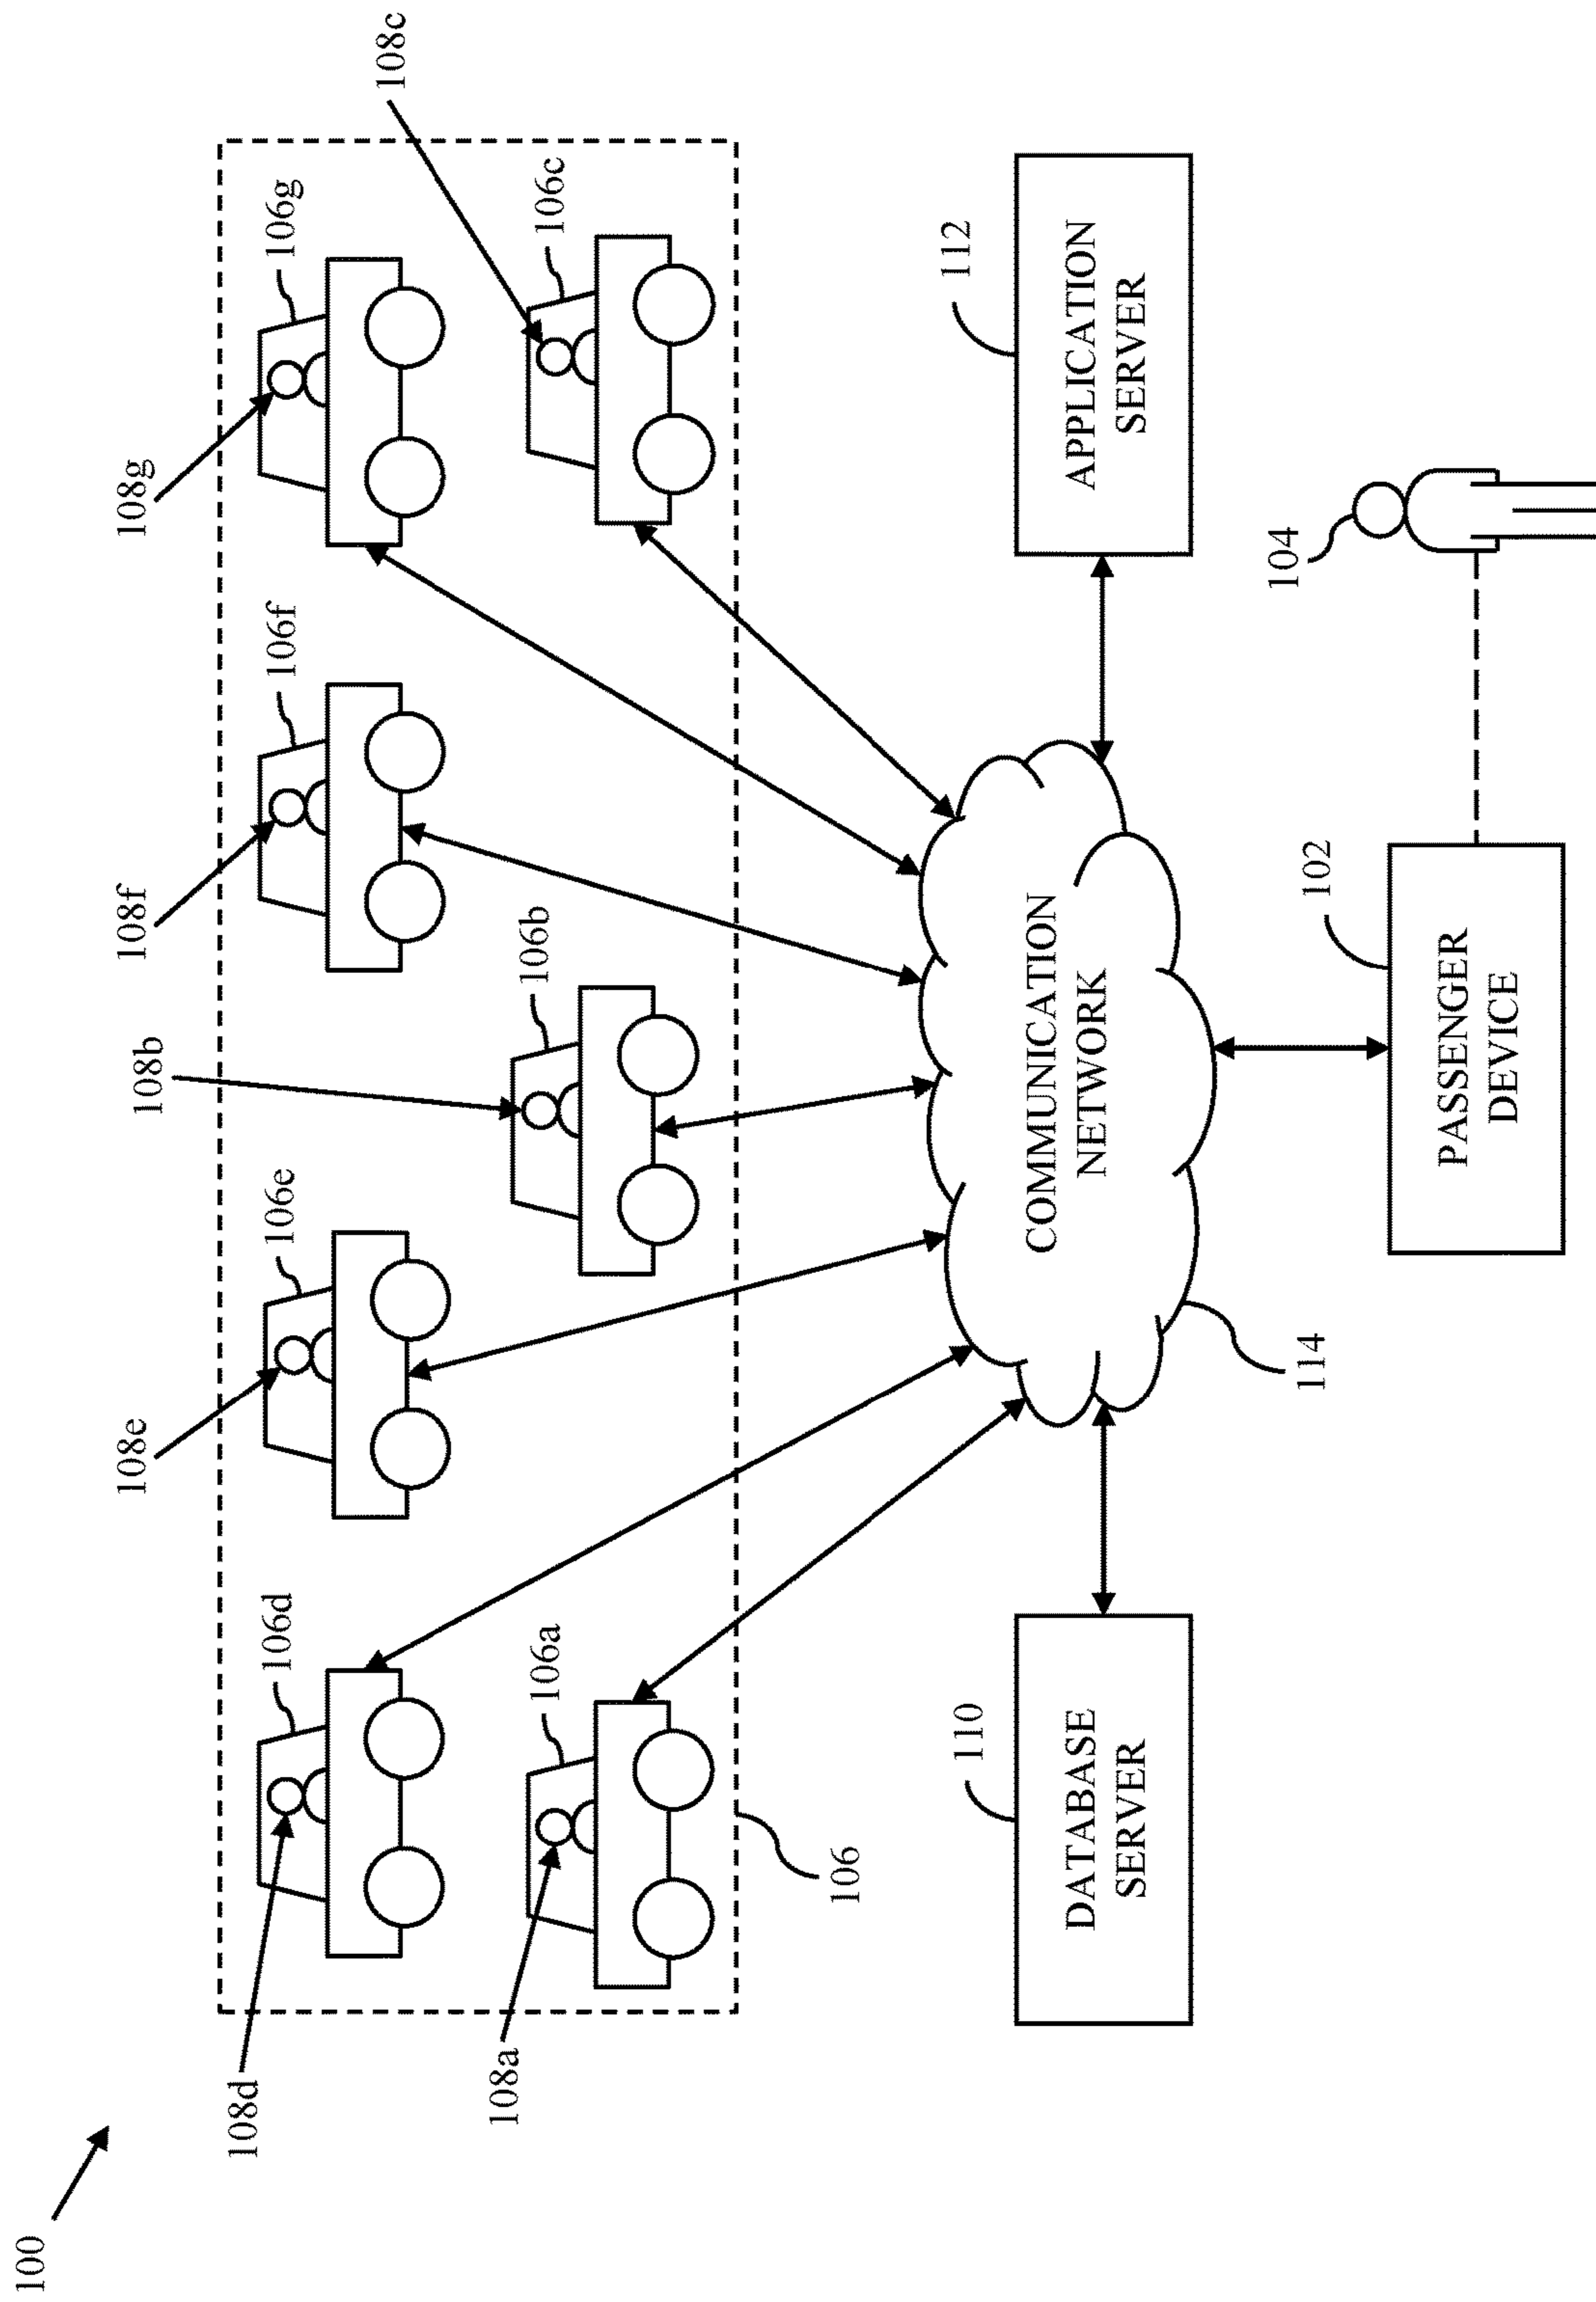 100
108d
108e
108b
108f
108g
108c
106d
106e
106f
106g
108a
106a
106b
106c
106
110
DATABASE
SERVER
COMMUNICATION
NETWORK
112
APPLICATION
SERVER
114
102
PASSENGER
DEVICE
104